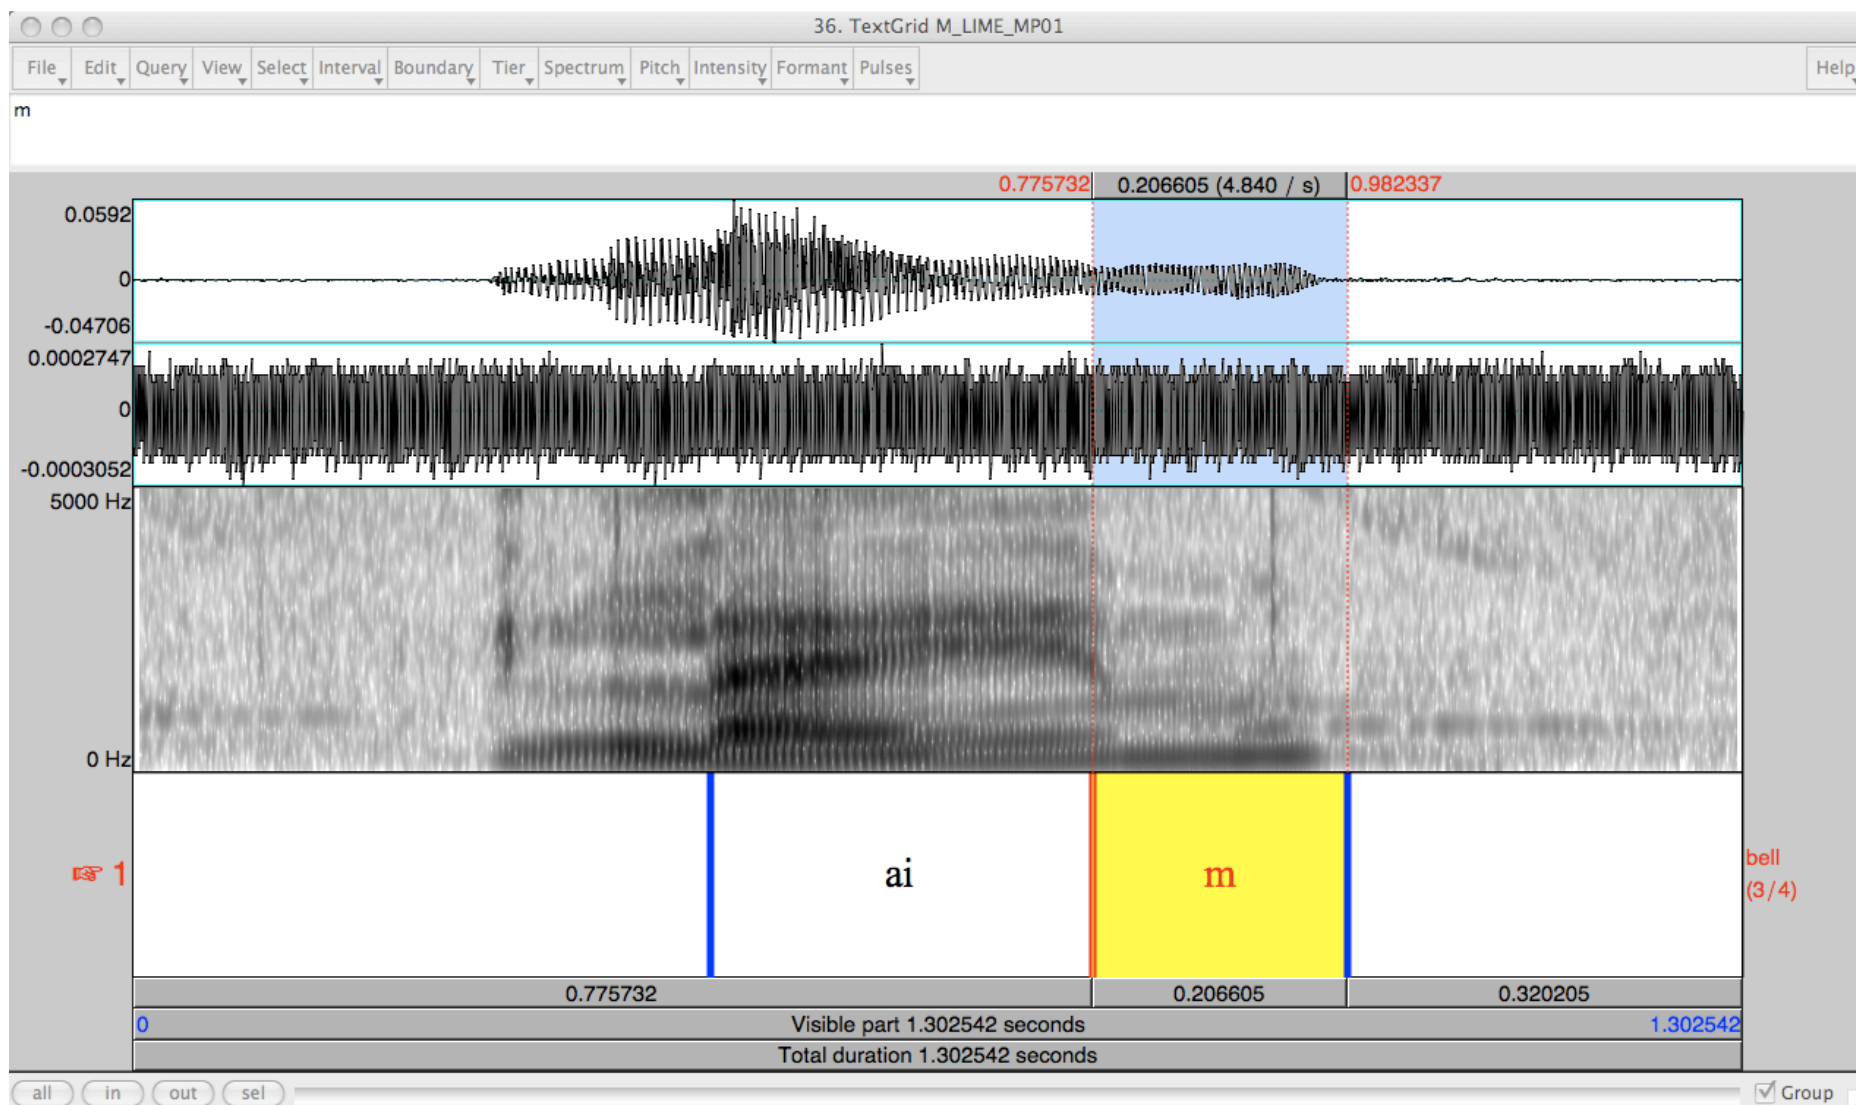 36. TextGrid M_LIME_MP01
File Edit Query View Select Interval Boundary Tier Spectrum Pitch Intensity Formant Pulses Help
m
0.775732 0.206605 (4.840 / s) 0.982337
0.0592
0
-0.04706
0.0002747
0
-0.0003052
5000 Hz
0 Hz
☞ 1 ai m bell
(3/4)
0.775732 0.206605 0.320205
0 Visible part 1.302542 seconds 1.302542
Total duration 1.302542 seconds
all in out sel Group